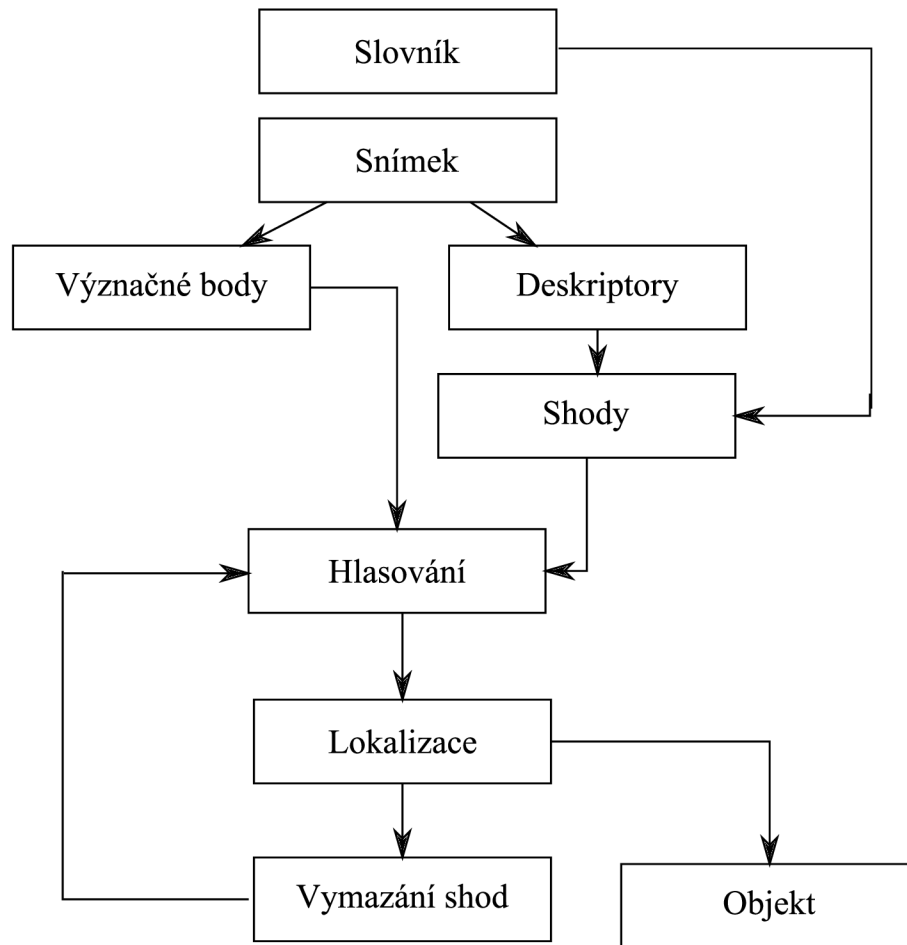 Slovník
Snímek
Význačné body
Deskriptory
Shody
Hlasování
Lokalizace
Vymazání shod
Objekt